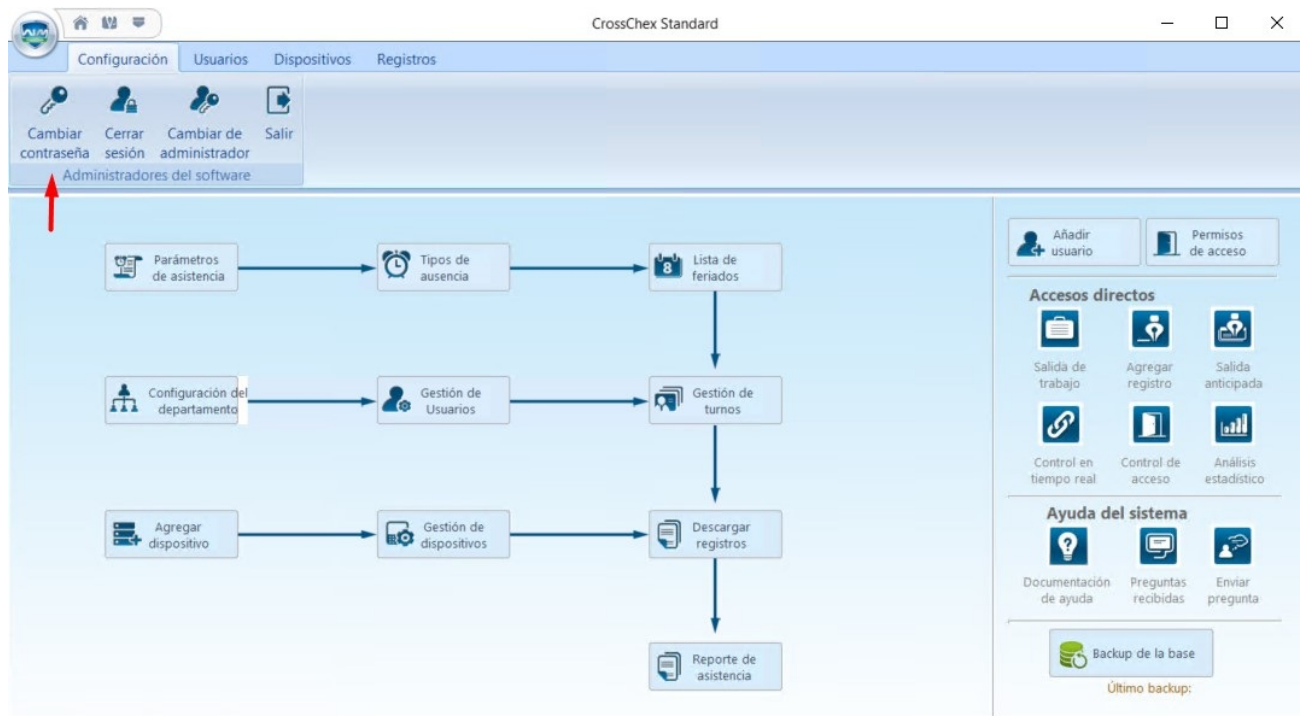 CrossChex Standard
Configuración Usuarios Dispositivos Registros
Cambiar contraseña
Cerrar sesión
Cambiar de administrador
Salir
Administradores del software
Parámetros
de asistencia
Tipos de
ausencia
Lista de
feriados
8
Configuración del
departamento
Gestión de
Usuarios
Gestión de
turnos
Agregar
dispositivo
Gestión de
dispositivos
Descargar
registros
Reporte de
asistencia
Añadir
usuario
Permisos
de acceso
Accesos directos
Salida de
trabajo
Agregar
registro
Salida
anticipada
Control en
tiempo real
Control de
acceso
Análisis
estadístico
Ayuda del sistema
Documentación
de ayuda
Preguntas
recibidas
Enviar
pregunta
Backup de la base
Último backup: